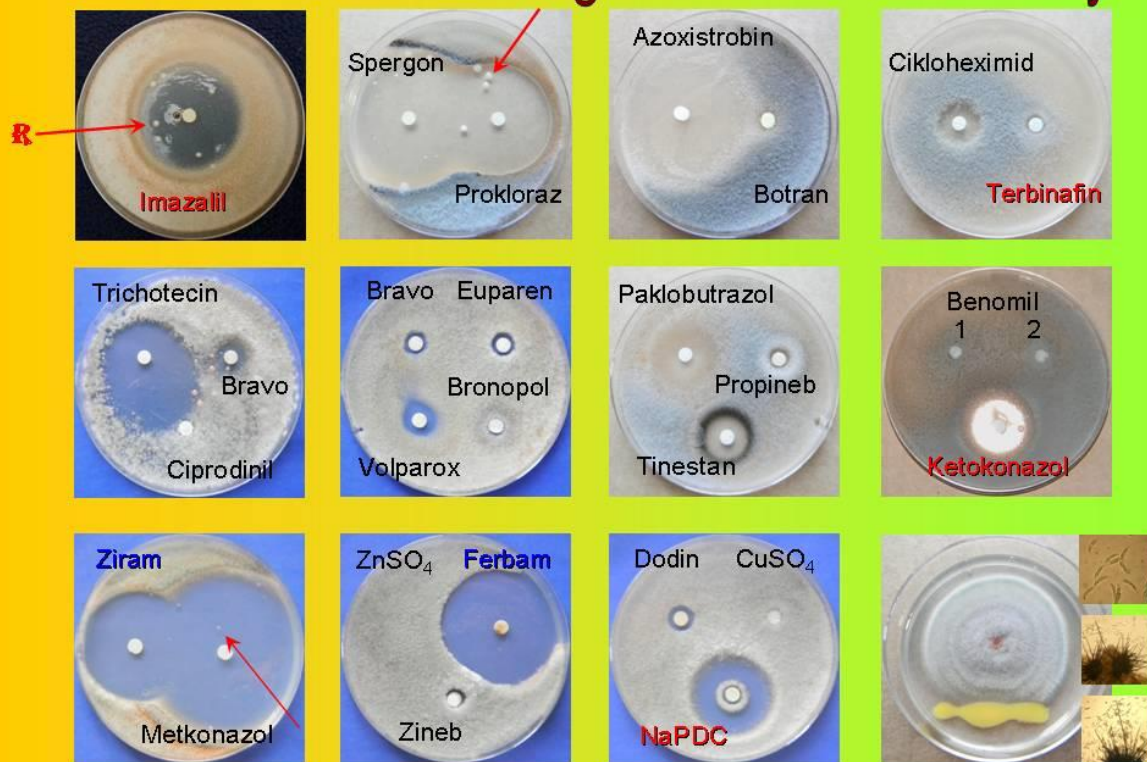 R
Imazalil
Spergon
Prokloraz
Azoxistrobin
Botran
Cikloheximid
Terbinafin
Trichotecin
Bravo
Ciprodinil
Bravo Euparen
Bronopol
Volparox
Paklobutrazol
Propineb
Tinestan
Benomil
1 2
Ketokonazol
Ziram
Metkonazol
ZnSO₄ Ferbam
Zineb
Dodin CuSO₄
NaPDC